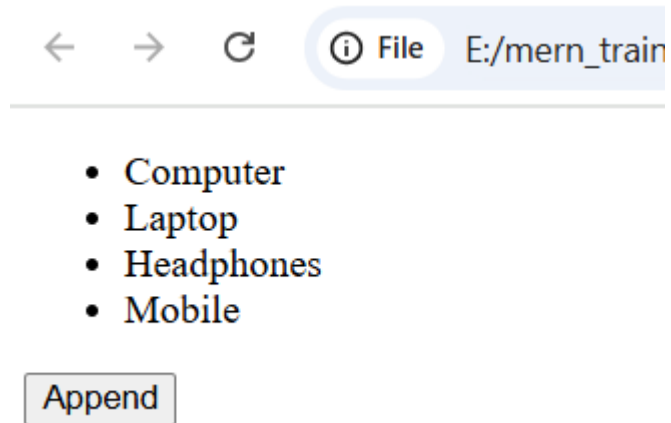 File E:/mern_train
Computer
Laptop
Headphones
Mobile
Append